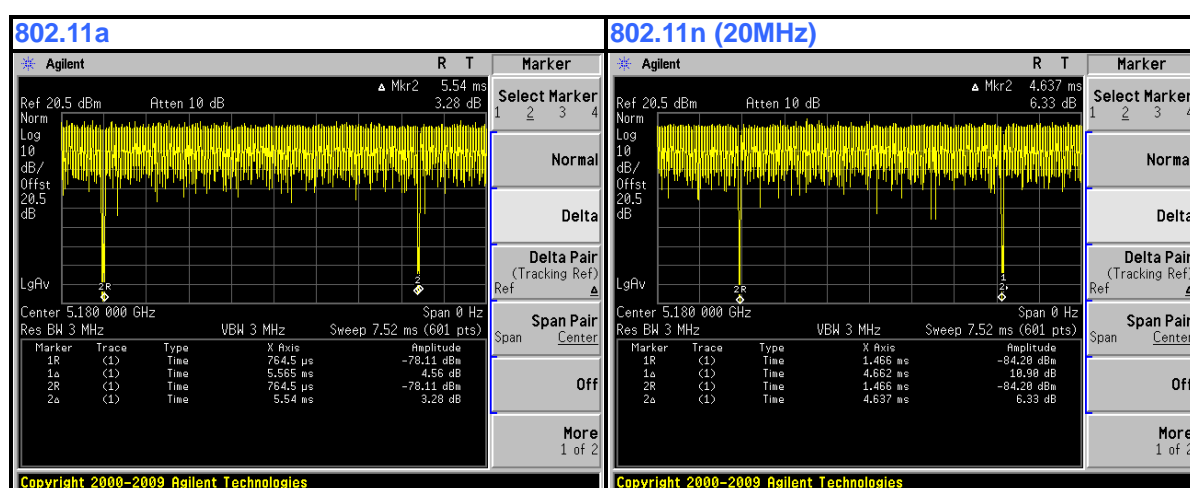 802.11a
Agilent R T
Δ Mkr2 5.54 ms
Ref 20.5 dBm Atten 10 dB 3.28 dB
Norm
Log
10
dB/
Offst
20.5
dB
LgAv
2R
2
Center 5.180 000 GHz Span 0 Hz
Res BW 3 MHz VBW 3 MHz Sweep 7.52 ms (601 pts)
Marker Trace Type X Axis Amplitude
1R (1) Time 764.5 µs -78.11 dBm
1Δ (1) Time 5.565 ms 4.56 dB
2R (1) Time 764.5 µs -78.11 dBm
2Δ (1) Time 5.54 ms 3.28 dB
Copyright 2000-2009 Agilent Technologies
Marker
Select Marker
1 2 3 4
Normal
Delta
Delta Pair
(Tracking Ref)
Ref Δ
Span Pair
Span Center
Off
More
1 of 2
802.11n (20MHz)
Agilent R T
Δ Mkr2 4.637 ms
Ref 20.5 dBm Atten 10 dB 6.33 dB
Norm
Log
10
dB/
Offst
20.5
dB
LgAv
2R
1
2
Center 5.180 000 GHz Span 0 Hz
Res BW 3 MHz VBW 3 MHz Sweep 7.52 ms (601 pts)
Marker Trace Type X Axis Amplitude
1R (1) Time 1.466 ms -84.20 dBm
1Δ (1) Time 4.662 ms 10.90 dB
2R (1) Time 1.466 ms -84.20 dBm
2Δ (1) Time 4.637 ms 6.33 dB
Copyright 2000-2009 Agilent Technologies
Marker
Select Marker
1 2 3 4
Norma
Delta
Delta Pair
(Tracking Ref)
Ref Δ
Span Pair
Span Center
Off
More
1 of 2